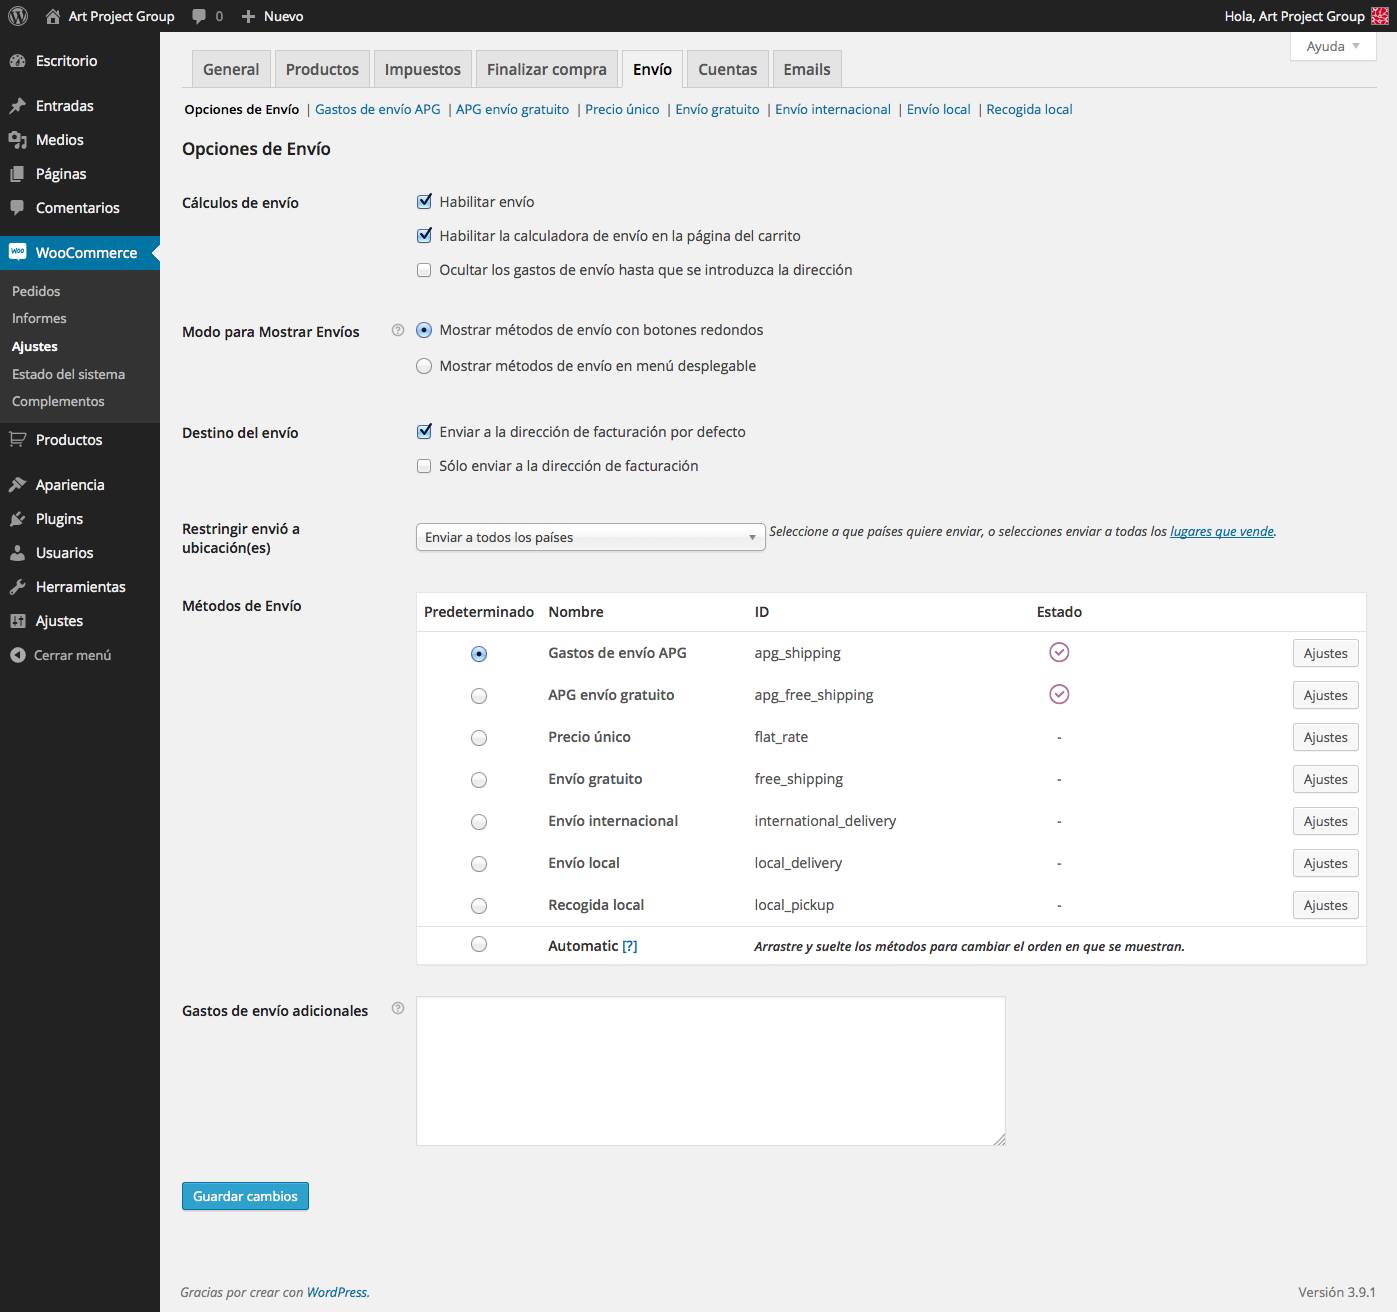 Art Project Group 0 Nuevo Hola, Art Project Group
Ayuda
Escritorio
Entradas
Medios
Páginas
Comentarios
WooCommerce
Pedidos
Informes
Ajustes
Estado del sistema
Complementos
Productos
Apariencia
Plugins
Usuarios
Herramientas
Ajustes
Cerrar menú
General Productos Impuestos Finalizar compra Envío Cuentas Emails
Opciones de Envío | Gastos de envío APG | APG envío gratuito | Precio único | Envío gratuito | Envío internacional | Envío local | Recogida local
Opciones de Envío
Cálculos de envío
Habilitar envío
Habilitar la calculadora de envío en la página del carrito
Ocultar los gastos de envío hasta que se introduzca la dirección
Modo para Mostrar Envíos ?
Mostrar métodos de envío con botones redondos
Mostrar métodos de envío en menú desplegable
Destino del envío
Enviar a la dirección de facturación por defecto
Sólo enviar a la dirección de facturación
Restringir envió a
ubicación(es)
Enviar a todos los países
Seleccione a que países quiere enviar, o selecciones enviar a todas los lugares que vende.
Métodos de Envío
Predeterminado Nombre ID Estado
Gastos de envío APG apg_shipping Ajustes
APG envío gratuito apg_free_shipping Ajustes
Precio único flat_rate - Ajustes
Envío gratuito free_shipping - Ajustes
Envío internacional international_delivery - Ajustes
Envío local local_delivery - Ajustes
Recogida local local_pickup - Ajustes
Automatic [?] Arrastre y suelte los métodos para cambiar el orden en que se muestran.
Gastos de envío adicionales ?
Guardar cambios
Gracias por crear con WordPress. Versión 3.9.1